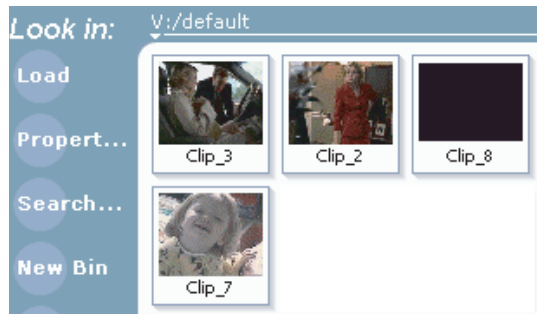 Look in:
V:/default
Load
Propert...
Search...
New Bin
Clip_3
Clip_2
Clip_8
Clip_7